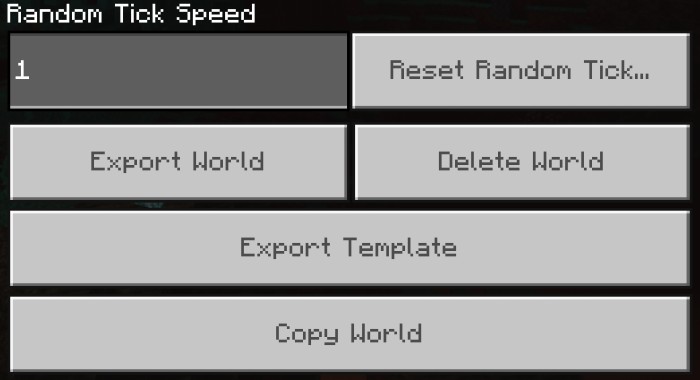 Random Tick Speed
1
Reset Random Tick...
Export World
Delete World
Export Template
Copy World